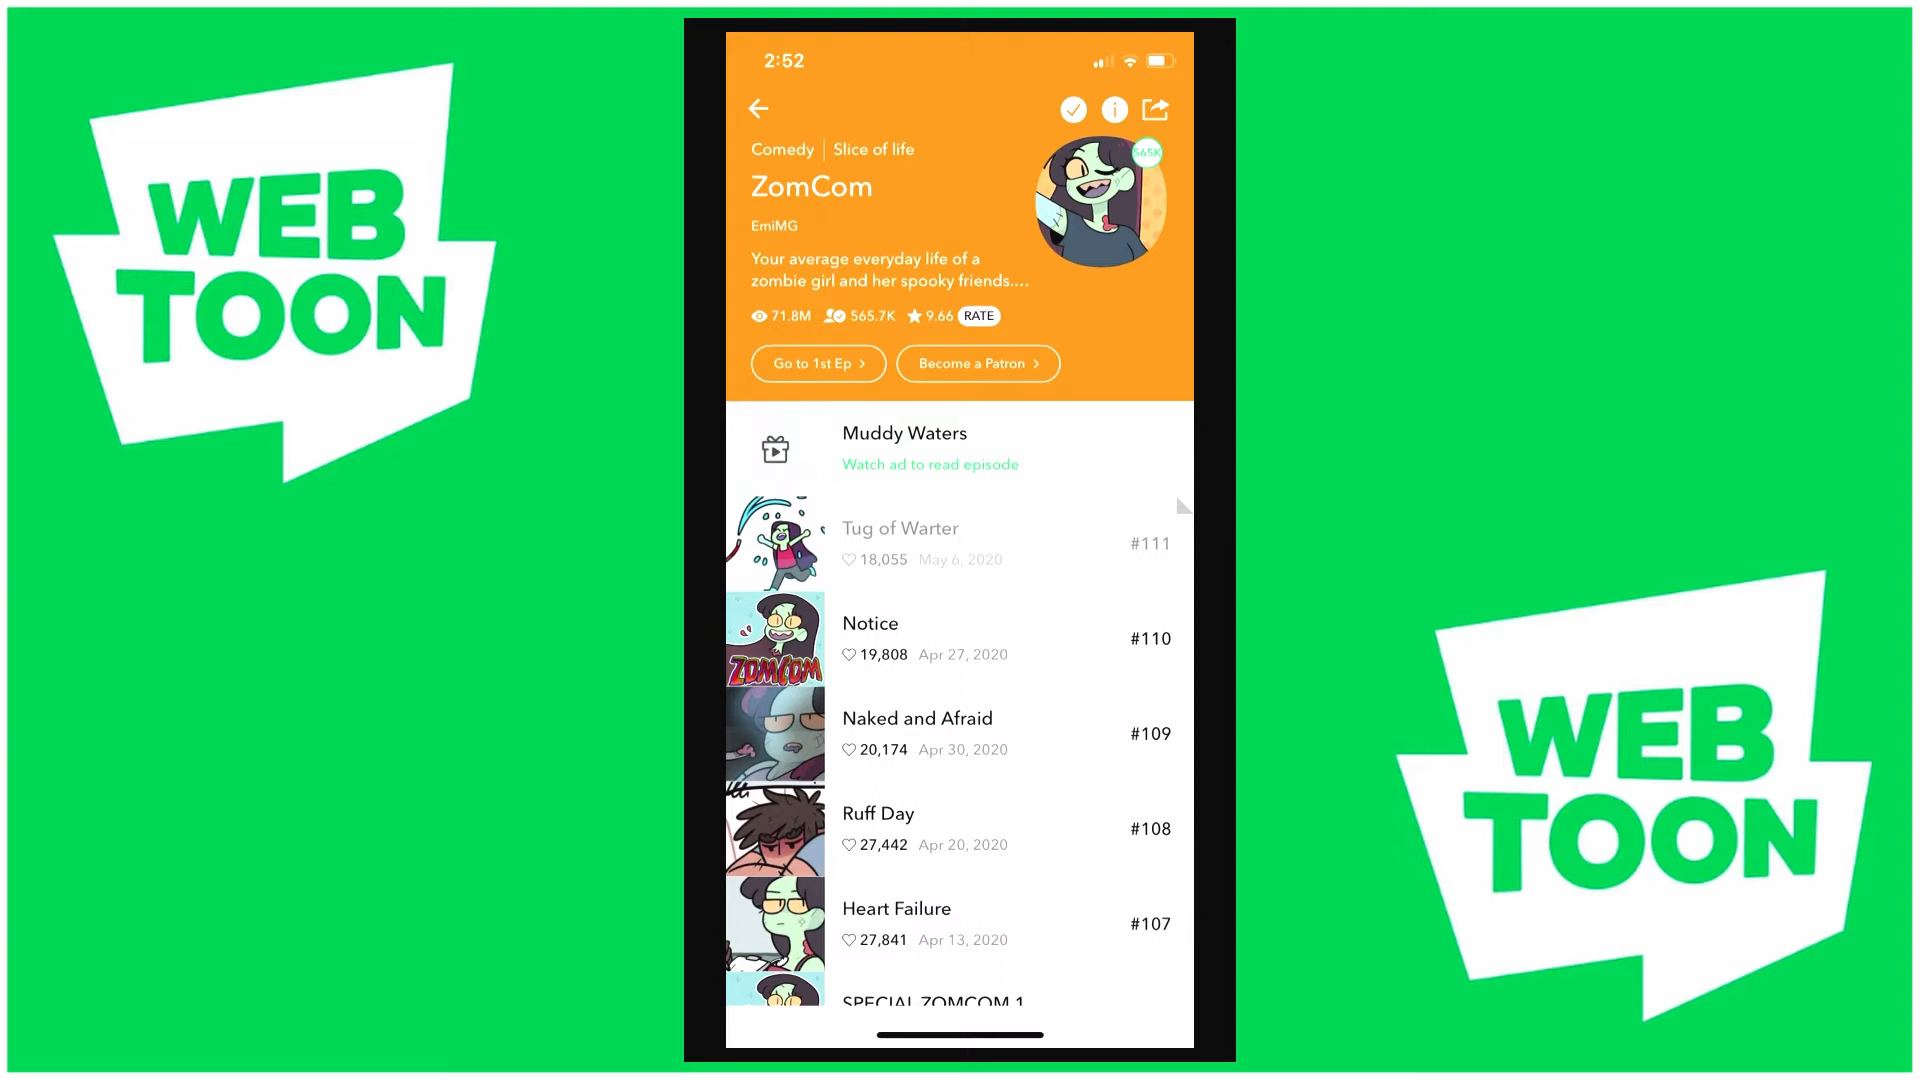 WEB
TOON
2:52
Comedy | Slice of life
565K
ZomCom
EmiMG
Your average everyday life of a
zombie girl and her spooky friends....
71.8M 565.7K 9.66 RATE
Go to 1st Ep > Become a Patron >
Muddy Waters
Watch ad to read episode
Tug of Warter
18,055 May 6, 2020
#111
Notice
19,808 Apr 27, 2020
#110
ZOMCOM
Naked and Afraid
20,174 Apr 30, 2020
#109
Ruff Day
27,442 Apr 20, 2020
#108
Heart Failure
27,841 Apr 13, 2020
#107
SPECIAL ZOMCOM 1
WEB
TOON